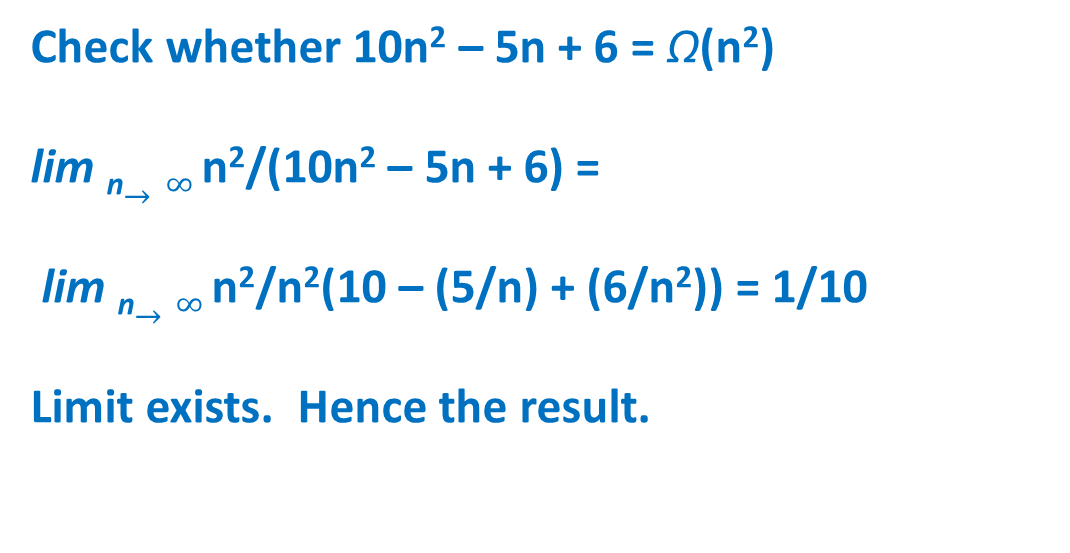 Check whether 10n² – 5n + 6 = Ω(n²)
lim n→ ∞ n²/(10n² – 5n + 6) =
lim n→ ∞ n²/n²(10 – (5/n) + (6/n²)) = 1/10
Limit exists. Hence the result.